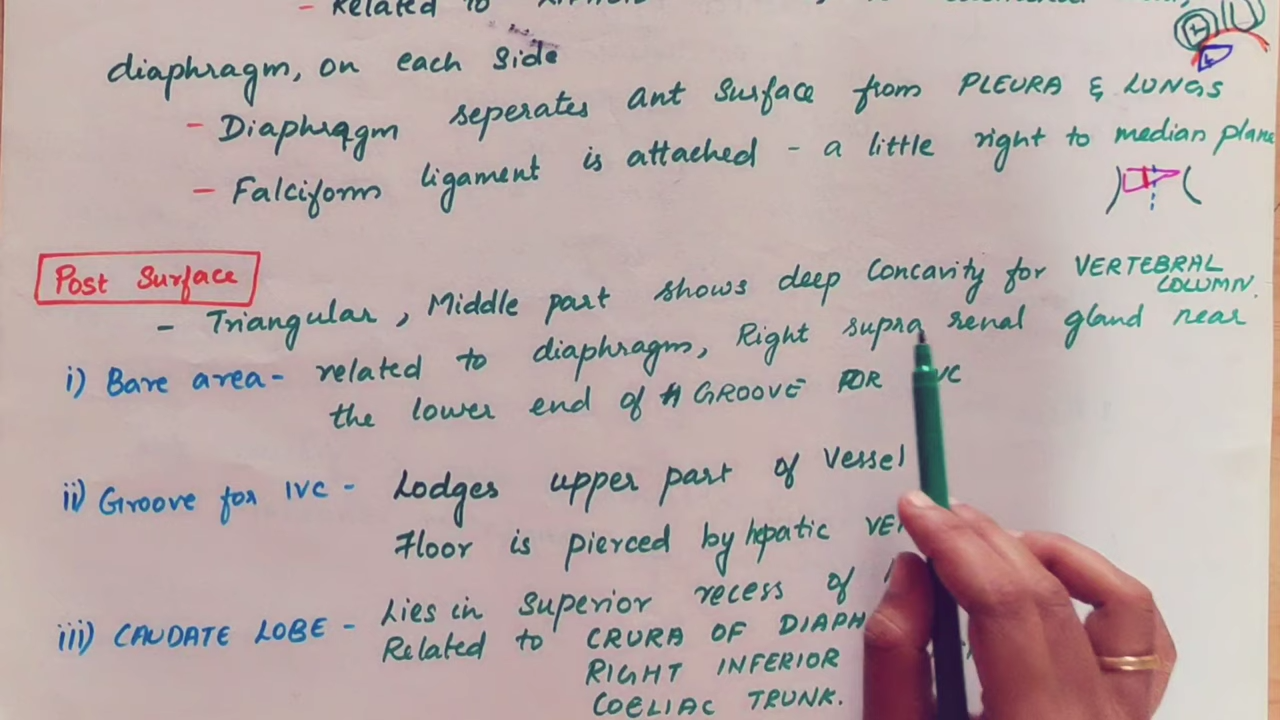 - Related to
diaphragm, on each side
- Diaphragm seperates ant surface from PLEURA & LUNGS
- Falciform ligament is attached - a little right to median plane
Post Surface
- Triangular, Middle part shows deep concavity for VERTEBRAL COLUMN.
i) Bare area - related to diaphragm, Right supra renal gland near
the lower end of GROOVE FOR IVC
ii) Groove for IVC - Lodges upper part of Vessel
Floor is pierced by hepatic
iii) CAUDATE LOBE - Lies in Superior recess of
Related to CRURA OF DIAPH
RIGHT INFERIOR
COELIAC TRUNK.